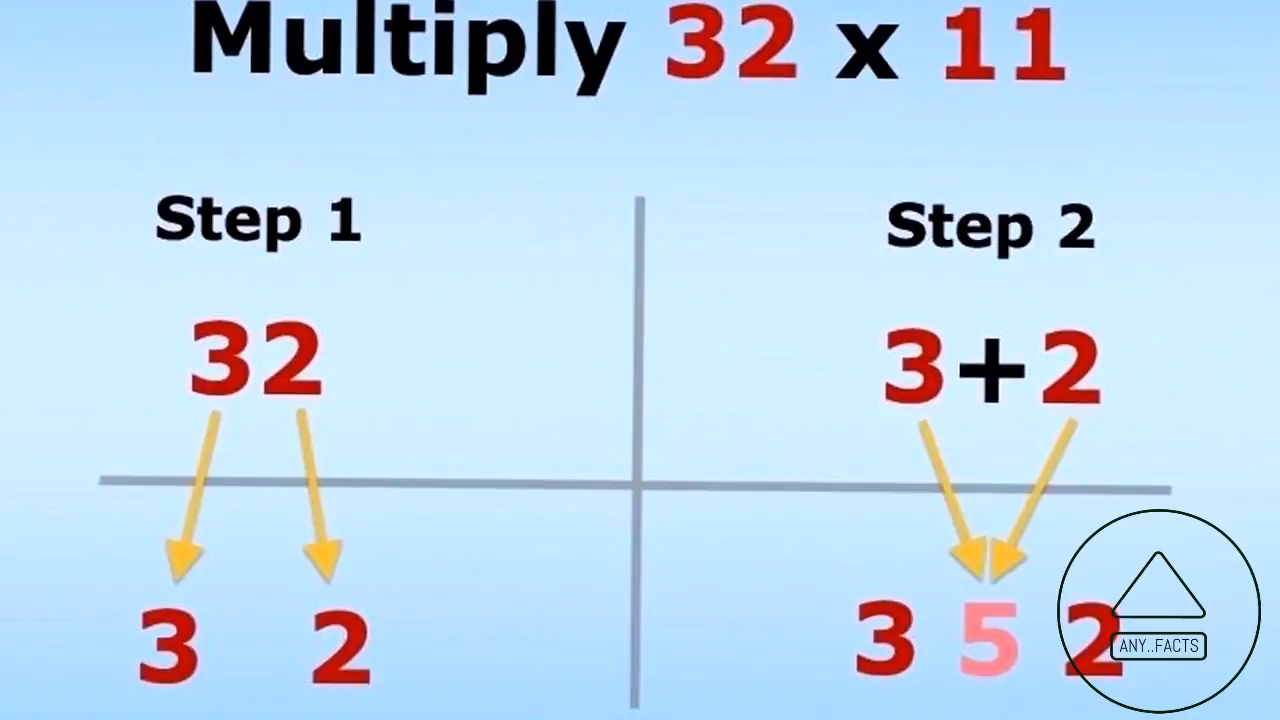 Multiply 32 x 11
Step 1
32
3 2
Step 2
3+2
3 5 2
ANY..FACTS